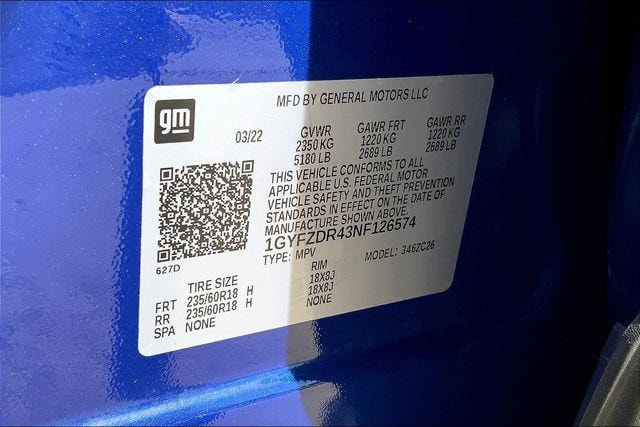 gm
MFD BY GENERAL MOTORS LLC
03/22
GVWR GAWR FRT GAWR RR
2350 KG 1220 KG 1220 KG
5180 LB 2689 LB 2689 LB
THIS VEHICLE CONFORMS TO ALL
APPLICABLE U.S. FEDERAL MOTOR
VEHICLE SAFETY AND THEFT PREVENTION
STANDARDS IN EFFECT ON THE DATE OF
MANUFACTURE SHOWN ABOVE.
1GYFZDR43NF126574
627D
TYPE: MPV MODEL: 346ZC26
TIRE SIZE RIM
FRT 235/60R18 H 18X8J
RR 235/60R18 H 18X8J
SPA NONE NONE